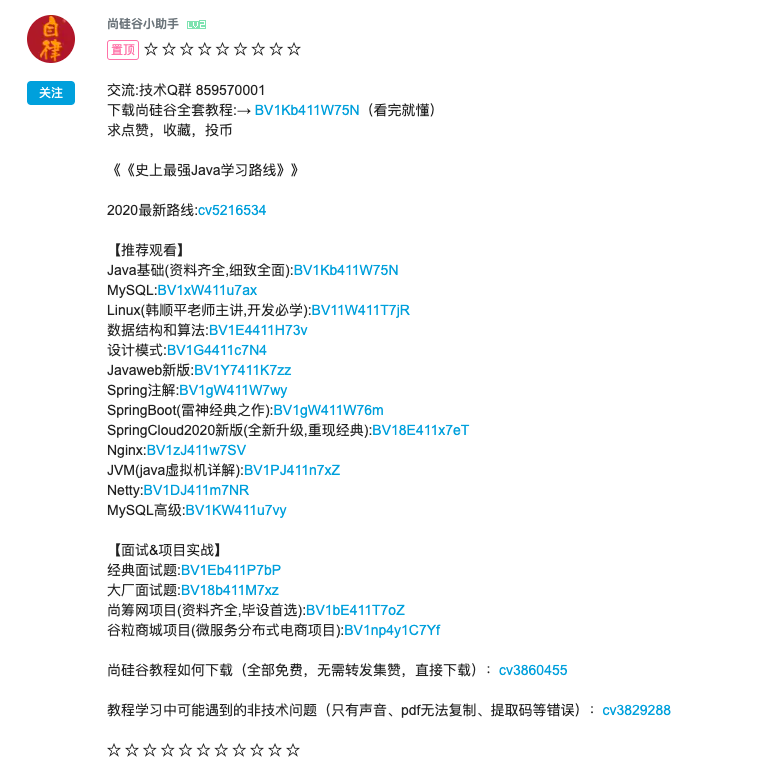 尚硅谷小助手
置顶 ☆ ☆ ☆ ☆ ☆ ☆ ☆ ☆ ☆
关注
交流:技术Q群 859570001
下载尚硅谷全套教程:→ BV1Kb411W75N（看完就懂）
求点赞，收藏，投币
《《史上最强Java学习路线》》
2020最新路线:cv5216534
【推荐观看】
Java基础(资料齐全,细致全面):BV1Kb411W75N
MySQL:BV1xW411u7ax
Linux(韩顺平老师主讲,开发必学):BV11W411T7jR
数据结构和算法:BV1E4411H73v
设计模式:BV1G4411c7N4
Javaweb新版:BV1Y7411K7zz
Spring注解:BV1gW411W7wy
SpringBoot(雷神经典之作):BV1gW411W76m
SpringCloud2020新版(全新升级,重现经典):BV18E411x7eT
Nginx:BV1zJ411w7SV
JVM(java虚拟机详解):BV1PJ411n7xZ
Netty:BV1DJ411m7NR
MySQL高级:BV1KW411u7vy
【面试&项目实战】
经典面试题:BV1Eb411P7bP
大厂面试题:BV18b411M7xz
尚筹网项目(资料齐全,毕设首选):BV1bE411T7oZ
谷粒商城项目(微服务分布式电商项目):BV1np4y1C7Yf
尚硅谷教程如何下载（全部免费，无需转发集赞，直接下载）：cv3860455
教程学习中可能遇到的非技术问题（只有声音、pdf无法复制、提取码等错误）：cv3829288
☆ ☆ ☆ ☆ ☆ ☆ ☆ ☆ ☆ ☆ ☆